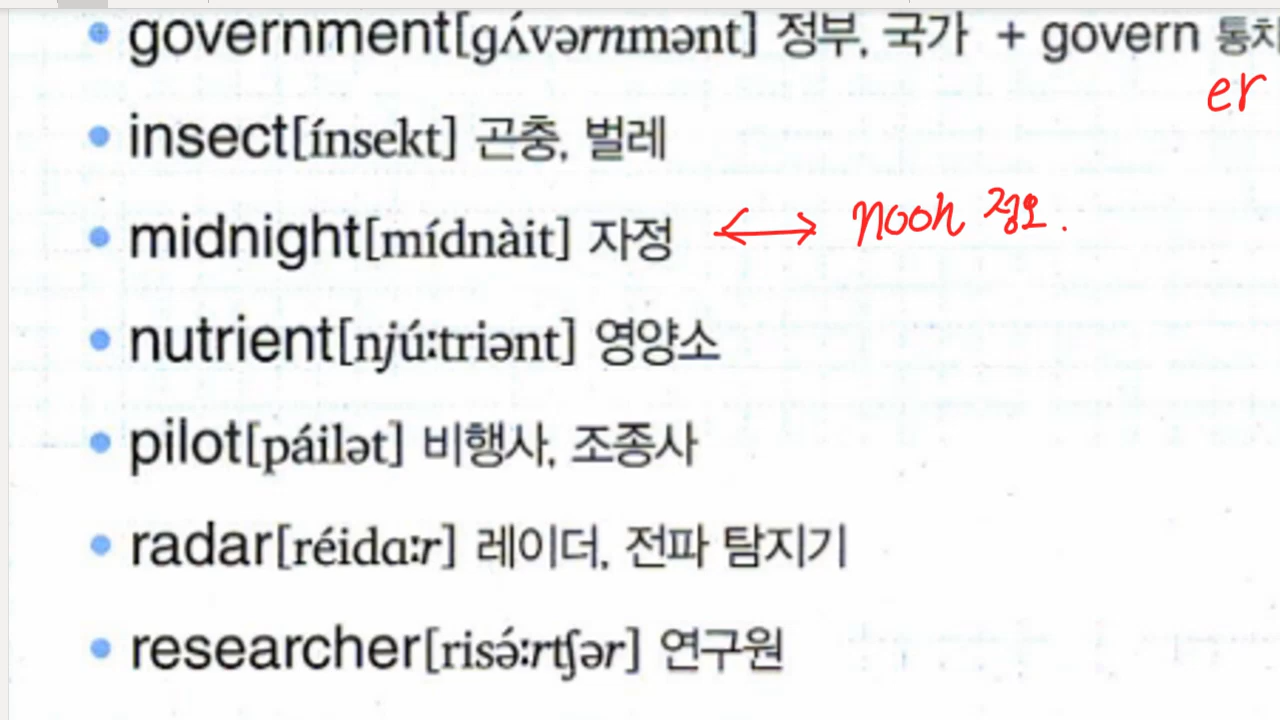 government[gʌ́vərnmənt] 정부, 국가 + govern
er
insect[ínsekt] 곤충, 벌레
midnight[mídnàit] 자정 ↔ noon 정오.
nutrient[njúːtriənt] 영양소
pilot[páilət] 비행사, 조종사
radar[réidɑːr] 레이더, 전파 탐지기
researcher[risə́ːrtʃər] 연구원